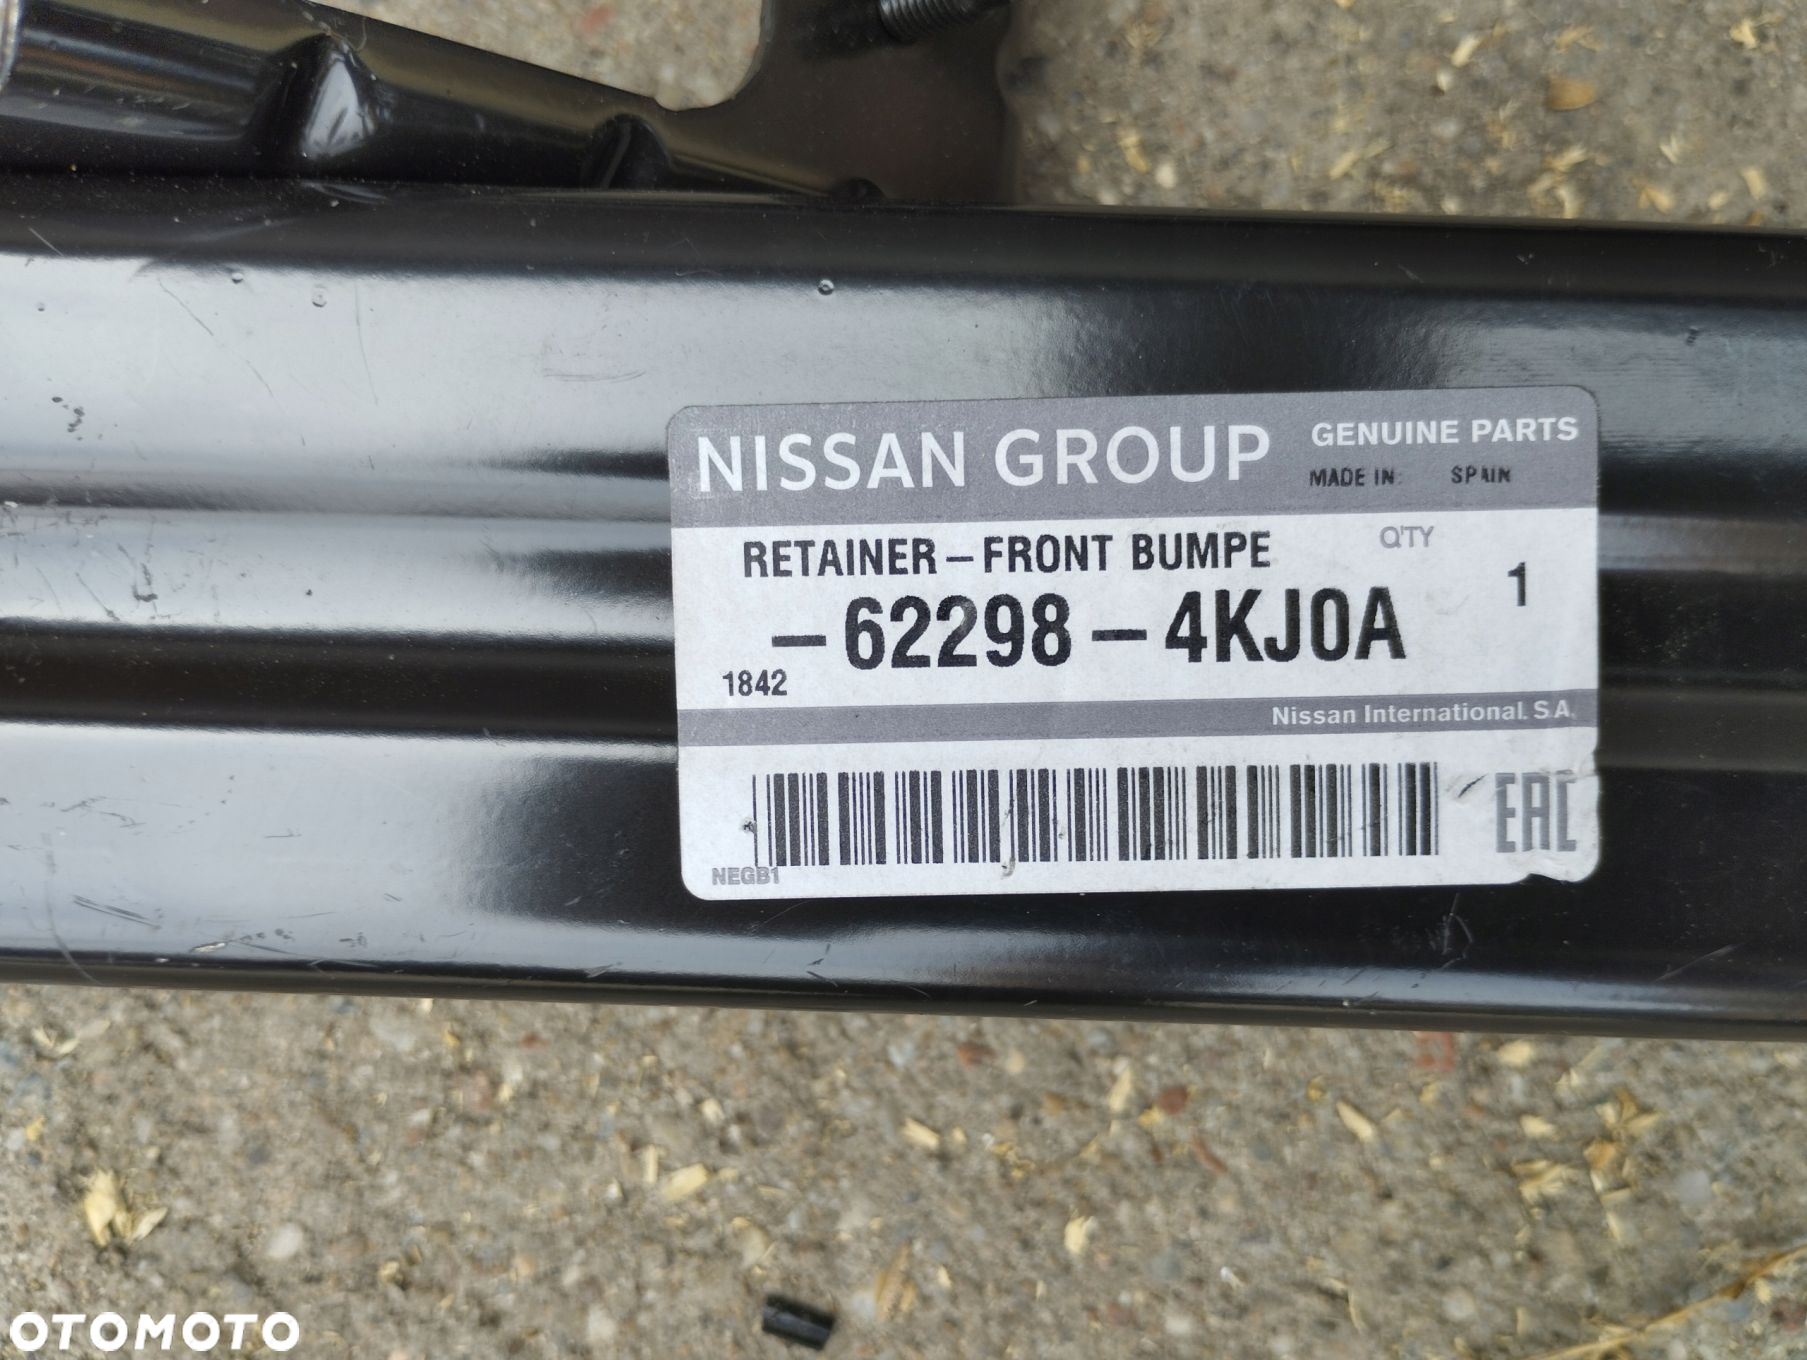 NISSAN GROUP
GENUINE PARTS
MADE IN: SPAIN
RETAINER-FRONT BUMPE
Q'TY
1
-62298-4KJ0A
1842
Nissan International. S.A.
NEGB1
EAC
OTOMOTO